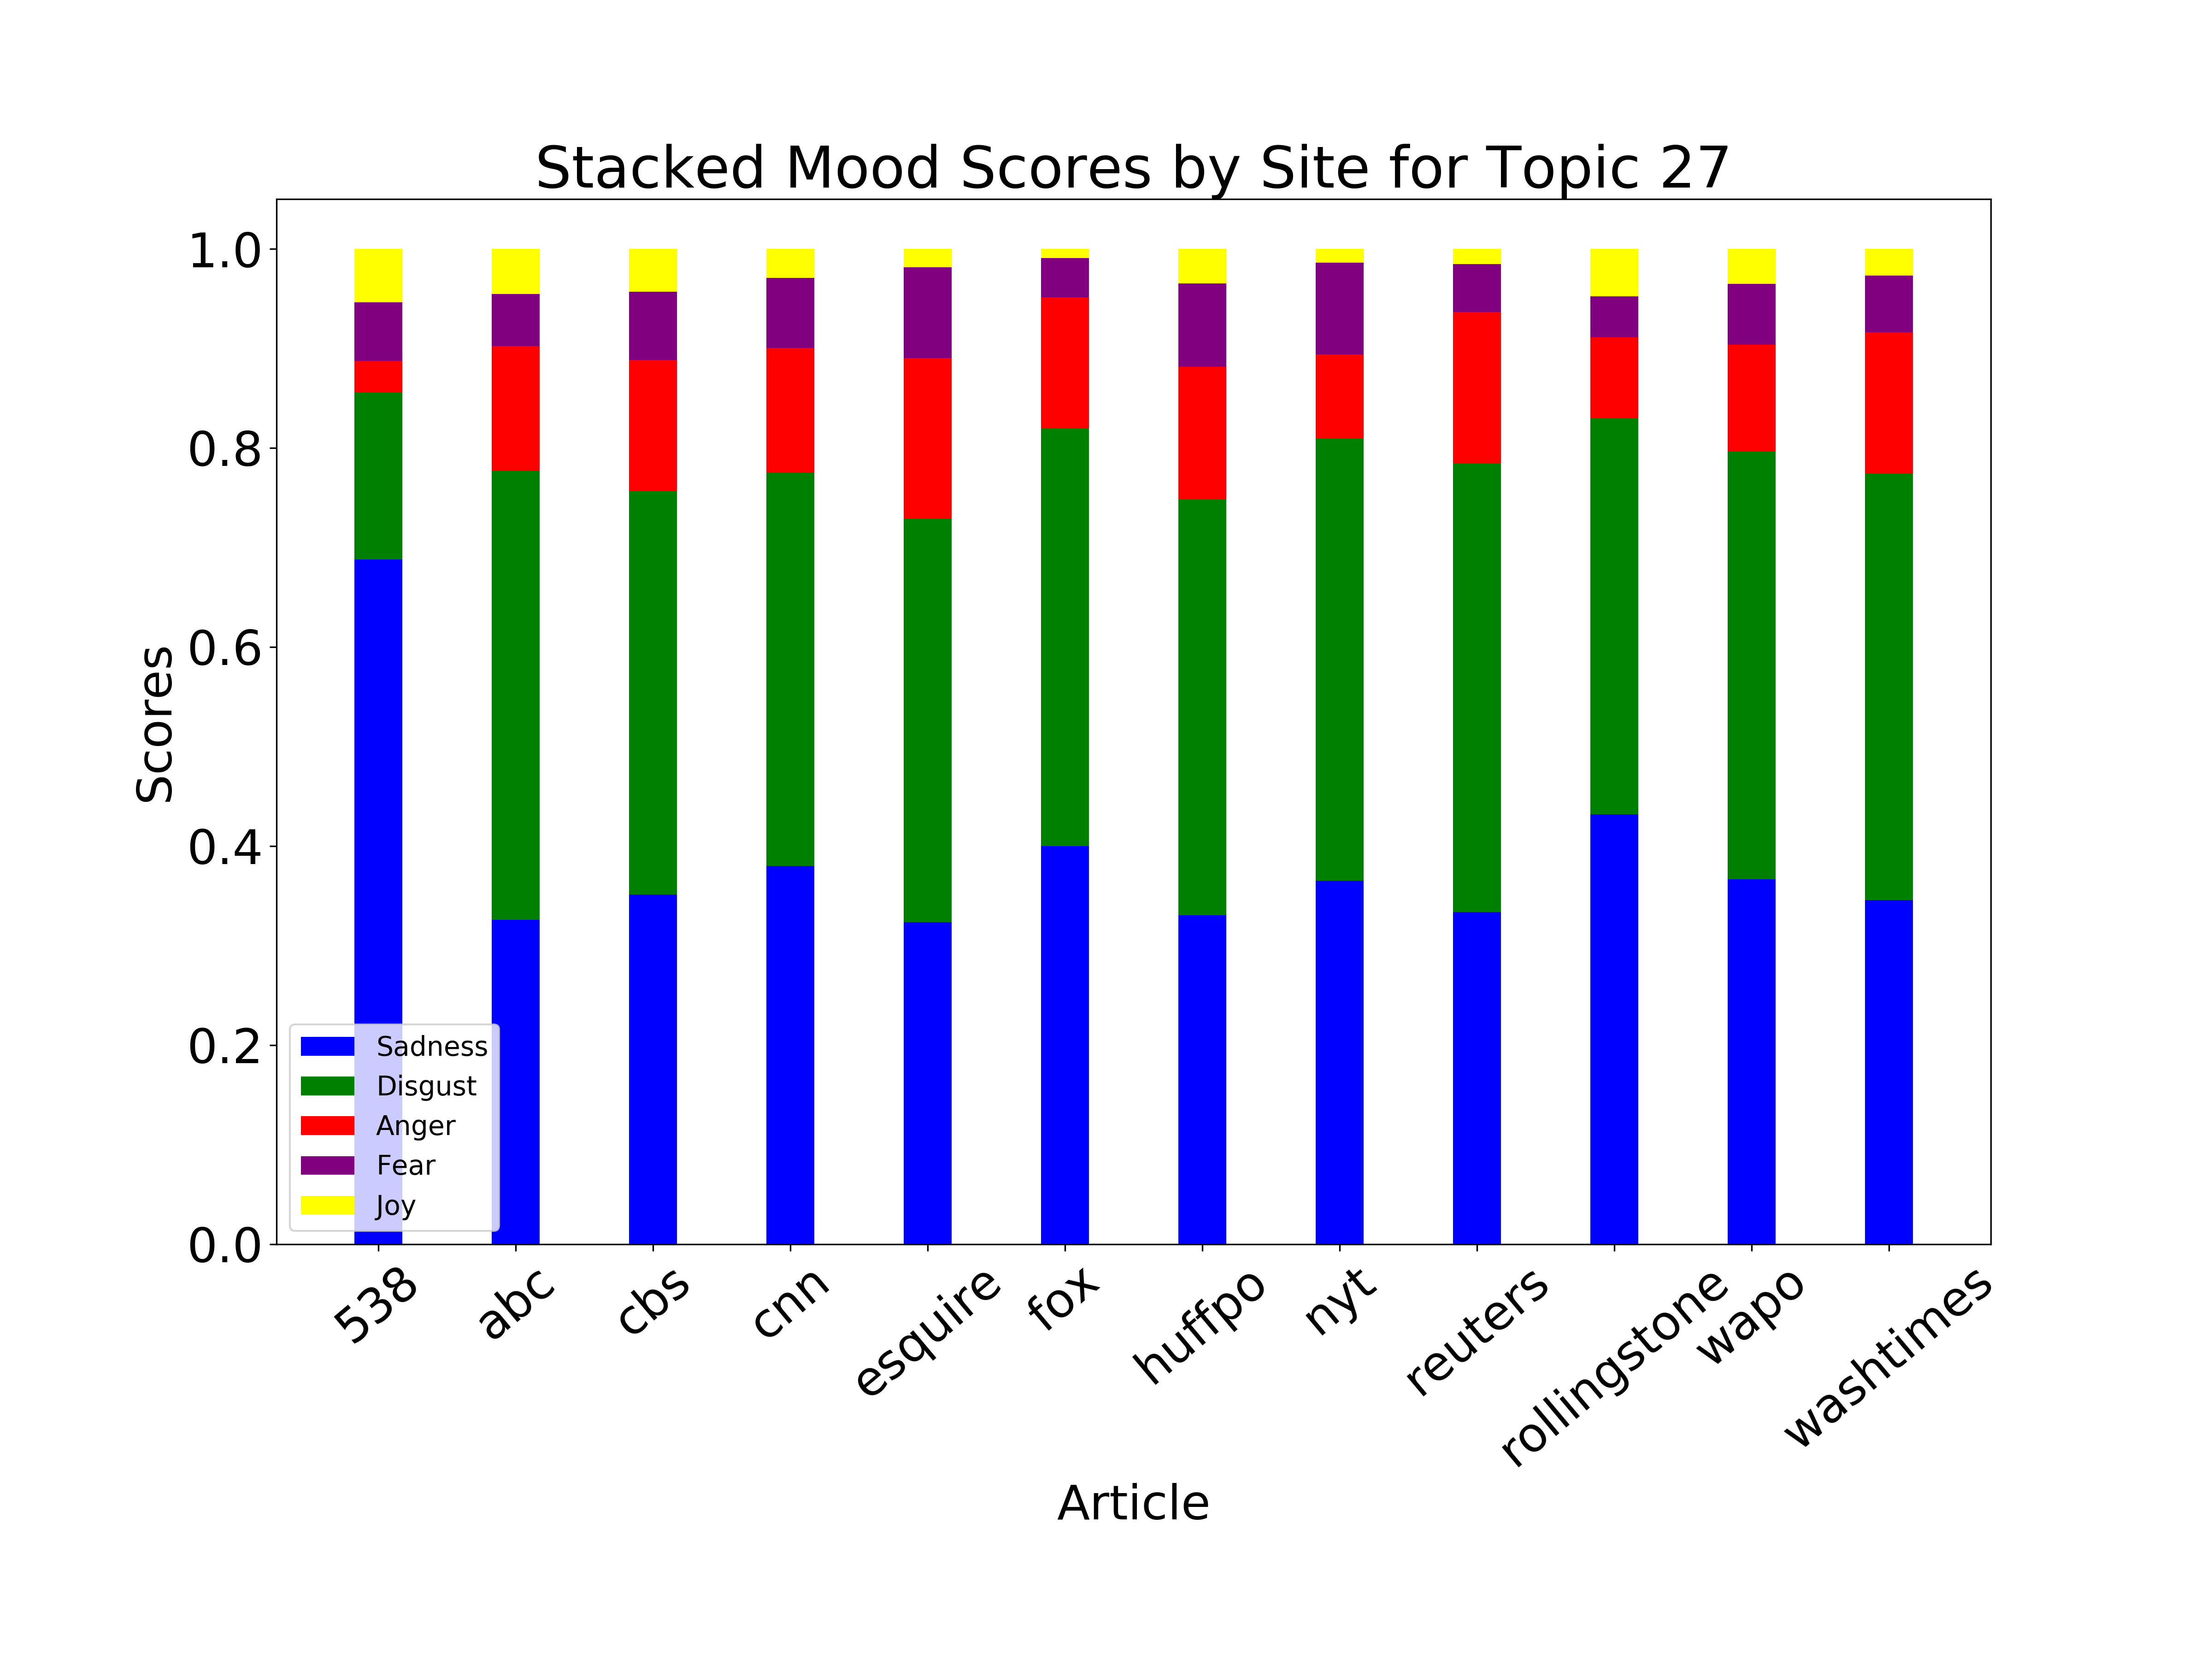 Stacked Mood Scores by Site for Topic 27
1.0
0.8
0.6
0.4
0.2
0.0
Scores
Sadness
Disgust
Anger
Fear
Joy
538
abc
cbs
cnn
esquire
fox
huffpo
nyt
reuters
rollingstone
wapo
washtimes
Article